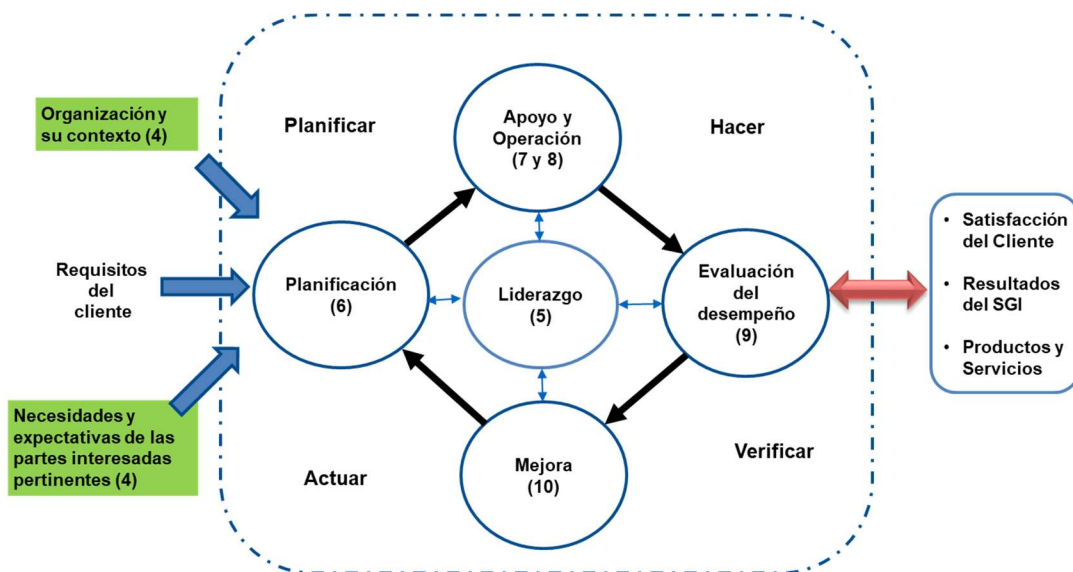 Organización y
su contexto (4)
Requisitos
del
cliente
Necesidades y
expectativas de las
partes interesadas
pertinentes (4)
Planificar
Apoyo y
Operación
(7 y 8)
Hacer
Planificación
(6)
Liderazgo
(5)
Evaluación
del
desempeño
(9)
Actuar
Mejora
(10)
Verificar
• Satisfacción
del Cliente
• Resultados
del SGI
• Productos y
Servicios